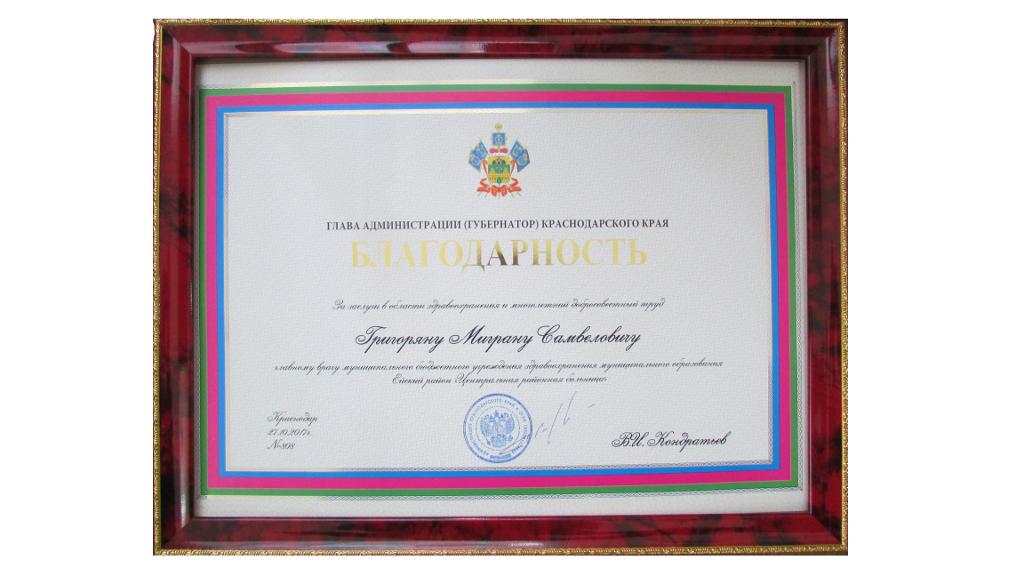 ГЛАВА АДМИНИСТРАЦИИ (ГУБЕРНАТОР) КРАСНОДАРСКОГО КРАЯ
БЛАГОДАРНОСТЬ
За заслуги в области здравоохранения и многолетний добросовестный труд
Григоряну Миграну Самвеловичу
главному врачу муниципального бюджетного учреждения здравоохранения муниципального образования
Ейский район «Центральная районная больница»
Краснодар
27.10.2017г.
В.И. Кондратьев